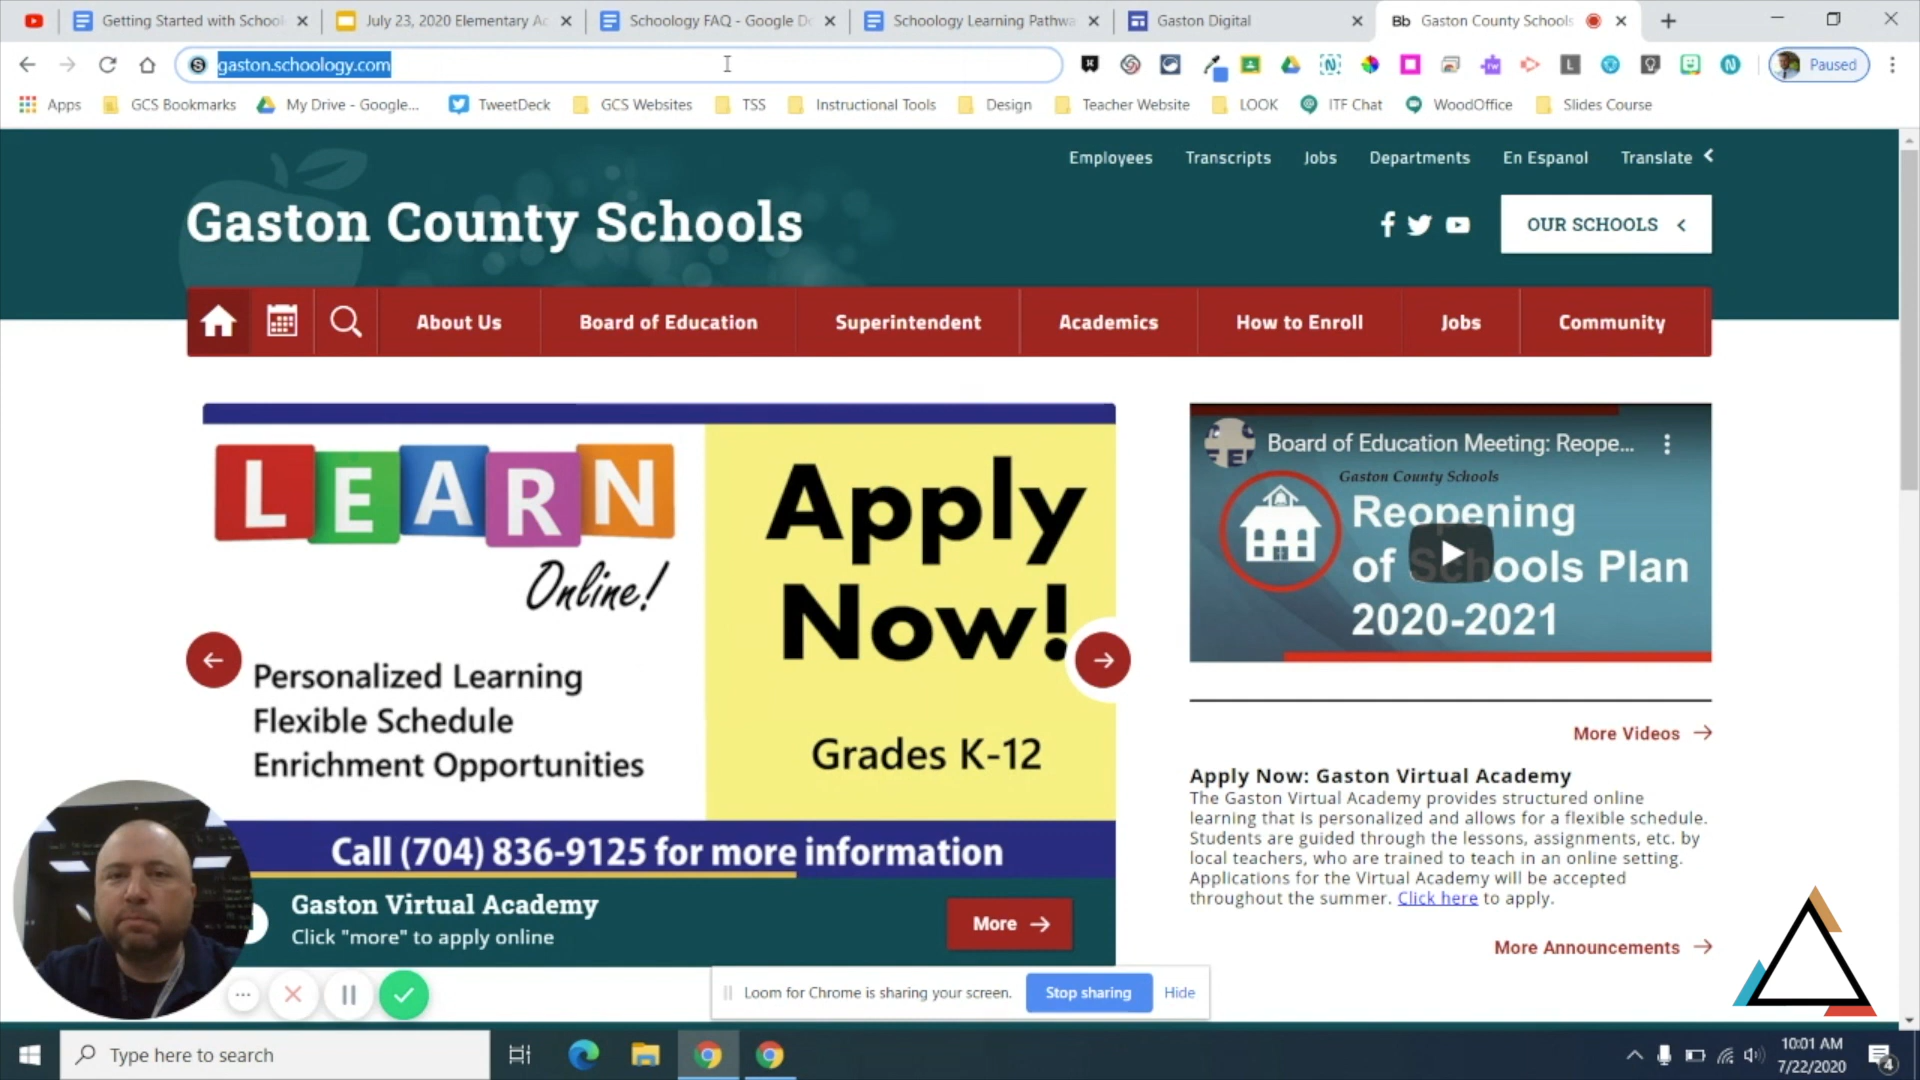 Getting Started with School
July 23, 2020 Elementary Ac
Schoology FAQ - Google Do
Schoology Learning Pathwa
Gaston Digital
Bb Gaston County Schools
gaston.schoology.com
Paused
Apps
GCS Bookmarks
My Drive - Google...
TweetDeck
GCS Websites
TSS
Instructional Tools
Design
Teacher Website
LOOK
ITF Chat
WoodOffice
Slides Course
Employees
Transcripts
Jobs
Departments
En Espanol
Translate
Gaston County Schools
OUR SCHOOLS
About Us
Board of Education
Superintendent
Academics
How to Enroll
Jobs
Community
LEARN
Online!
Personalized Learning
Flexible Schedule
Enrichment Opportunities
Apply
Now!
Grades K-12
Call (704) 836-9125 for more information
Gaston Virtual Academy
Click "more" to apply online
More
Board of Education Meeting: Reope...
Gaston County Schools
Reopening
of Schools Plan
2020-2021
More Videos
Apply Now: Gaston Virtual Academy
The Gaston Virtual Academy provides structured online
learning that is personalized and allows for a flexible schedule.
Students are guided through the lessons, assignments, etc. by
local teachers, who are trained to teach in an online setting.
Applications for the Virtual Academy will be accepted
throughout the summer. Click here to apply.
More Announcements
Loom for Chrome is sharing your screen.
Stop sharing
Hide
Type here to search
10:01 AM
7/22/2020
4